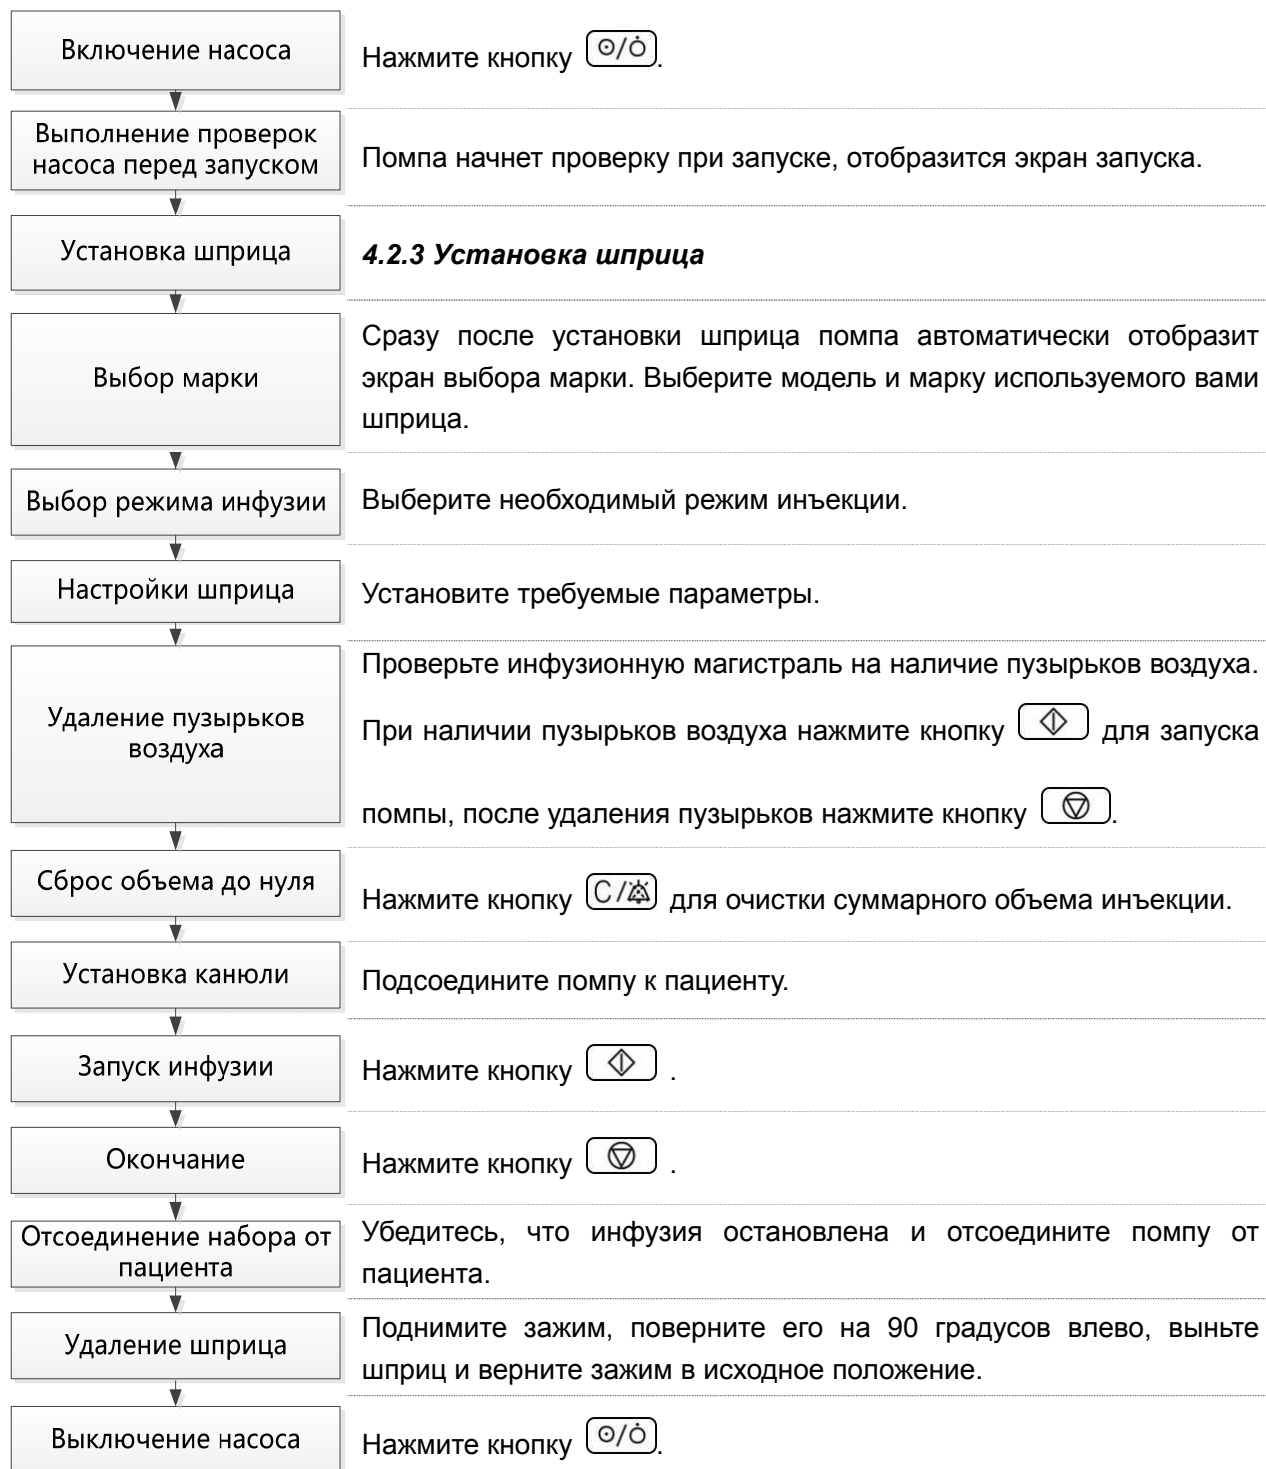 Включение насоса
Нажмите кнопку ⊙/Ȯ.
Выполнение проверок
насоса перед запуском
Помпа начнет проверку при запуске, отобразится экран запуска.
Установка шприца
4.2.3 Установка шприца
Выбор марки
Сразу после установки шприца помпа автоматически отобразит
экран выбора марки. Выберите модель и марку используемого вами
шприца.
Выбор режима инфузии
Выберите необходимый режим инъекции.
Настройки шприца
Установите требуемые параметры.
Удаление пузырьков
воздуха
Проверьте инфузионную магистраль на наличие пузырьков воздуха.
При наличии пузырьков воздуха нажмите кнопку для запуска
помпы, после удаления пузырьков нажмите кнопку .
Сброс объема до нуля
Нажмите кнопку C/ для очистки суммарного объема инъекции.
Установка канюли
Подсоедините помпу к пациенту.
Запуск инфузии
Нажмите кнопку .
Окончание
Нажмите кнопку .
Отсоединение набора от
пациента
Убедитесь, что инфузия остановлена и отсоедините помпу от
пациента.
Удаление шприца
Поднимите зажим, поверните его на 90 градусов влево, выньте
шприц и верните зажим в исходное положение.
Выключение насоса
Нажмите кнопку ⊙/Ȯ.